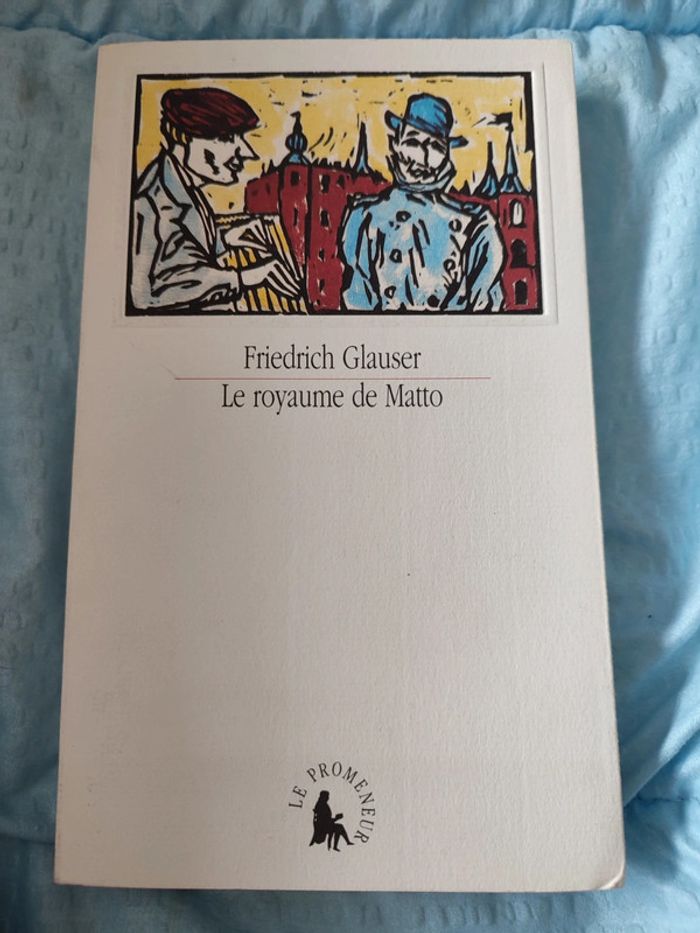 Friedrich Glauser
Le royaume de Matto
LE PROMENEUR